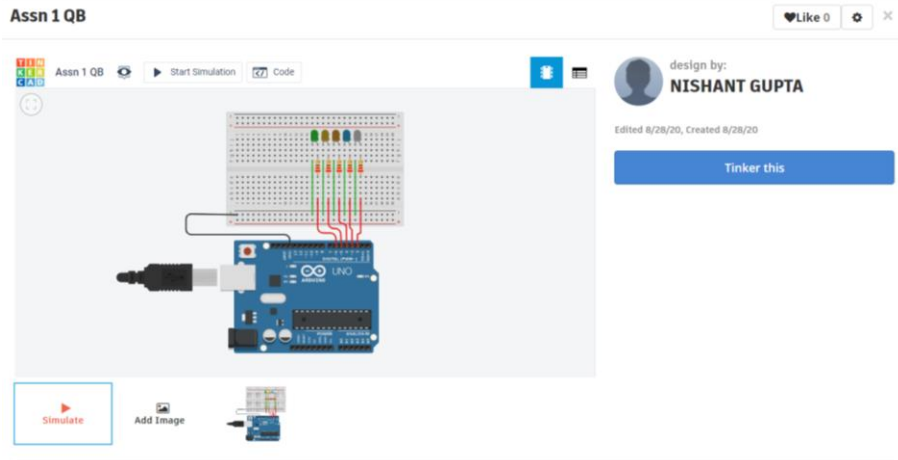 Assn 1 QB
Like 0
TIN
KER
CAD
Assn 1 QB
Start Simulation
Code
design by:
NISHANT GUPTA
Edited 8/28/20, Created 8/28/20
Tinker this
UNO
ARDUINO
Simulate
Add Image